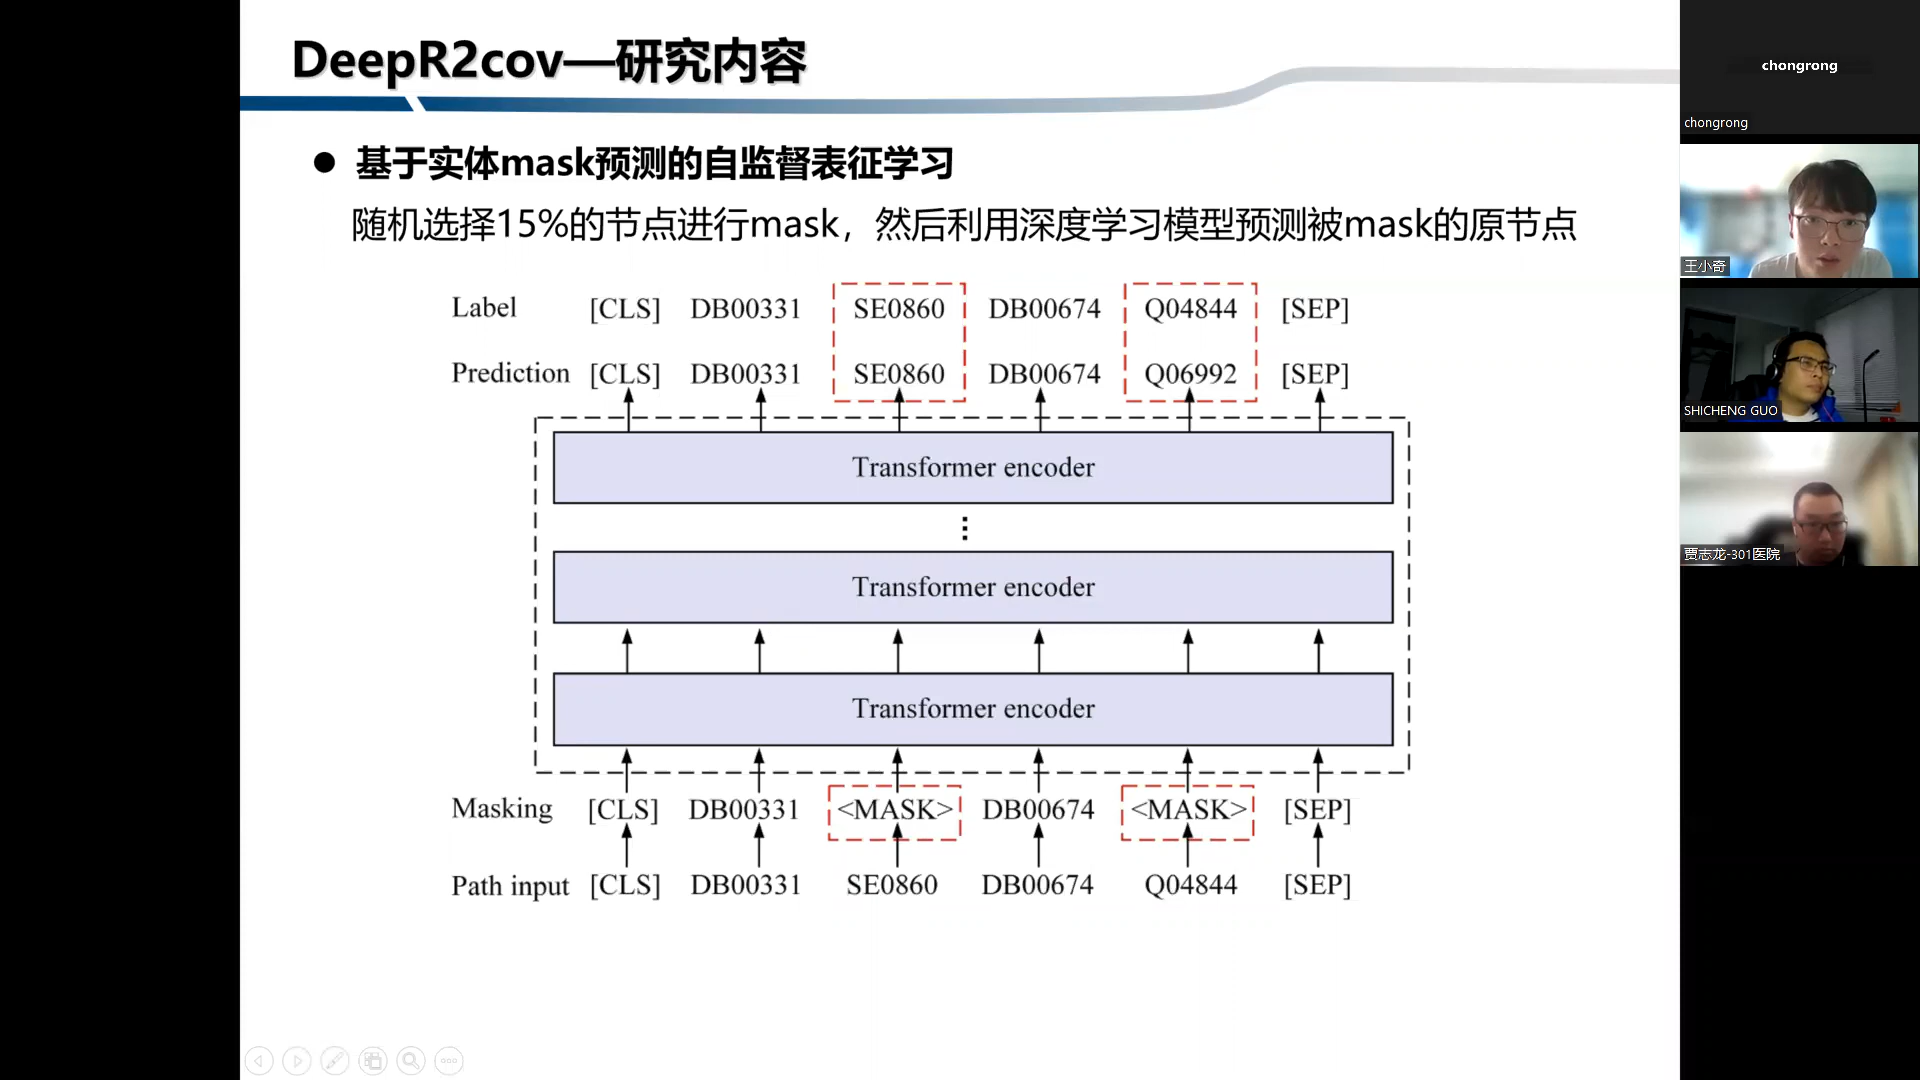 DeepR2cov—研究内容
● 基于实体mask预测的自监督表征学习
随机选择15%的节点进行mask，然后利用深度学习模型预测被mask的原节点
Label [CLS] DB00331 SE0860 DB00674 Q04844 [SEP]
Prediction [CLS] DB00331 SE0860 DB00674 Q06992 [SEP]
Transformer encoder
⋮
Transformer encoder
Transformer encoder
Masking [CLS] DB00331 <MASK> DB00674 <MASK> [SEP]
Path input [CLS] DB00331 SE0860 DB00674 Q04844 [SEP]
chongrong
chongrong
王小奇
SHICHENG GUO
贾志龙-301医院